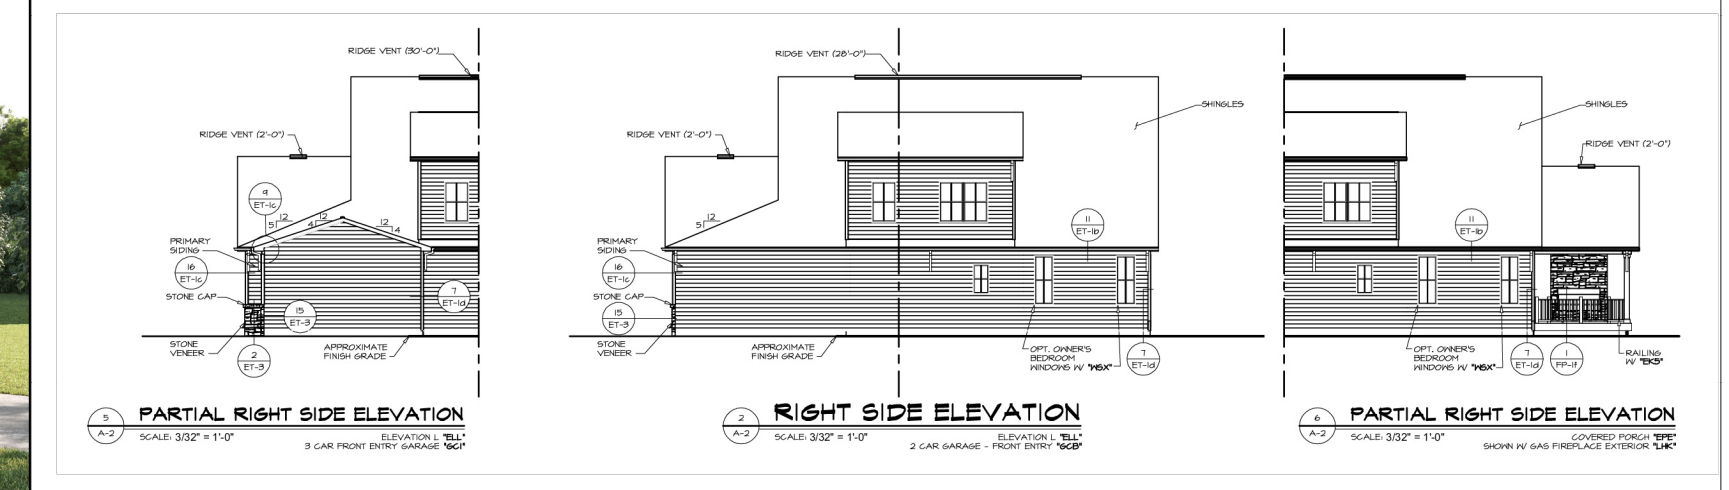 RIDGE VENT (30'-0")
RIDGE VENT (2'-0")
9
ET-1c
12
5
12
4
12
4
PRIMARY
SIDING
16
ET-1c
STONE CAP
7
ET-1d
15
ET-3
STONE
VENEER
2
ET-3
APPROXIMATE
FINISH GRADE
5
A-2
PARTIAL RIGHT SIDE ELEVATION
SCALE: 3/32" = 1'-0"
ELEVATION L "ELL"
3 CAR FRONT ENTRY GARAGE "GC1"
RIDGE VENT (28'-0")
SHINGLES
RIDGE VENT (2'-0")
12
5
11
ET-1b
PRIMARY
SIDING
16
ET-1c
STONE CAP
15
ET-3
STONE
VENEER
APPROXIMATE
FINISH GRADE
OPT. OWNER'S
BEDROOM
WINDOWS W/ "WSX"
7
ET-1d
2
A-2
RIGHT SIDE ELEVATION
SCALE: 3/32" = 1'-0"
ELEVATION L "ELL"
2 CAR GARAGE - FRONT ENTRY "GCB"
SHINGLES
RIDGE VENT (2'-0")
11
ET-1b
OPT. OWNER'S
BEDROOM
WINDOWS W/ "WSX"
7
ET-1d
1
FP-1f
RAILING
W/ "EK5"
6
A-2
PARTIAL RIGHT SIDE ELEVATION
SCALE: 3/32" = 1'-0"
COVERED PORCH "EPE"
SHOWN W/ GAS FIREPLACE EXTERIOR "LHK"